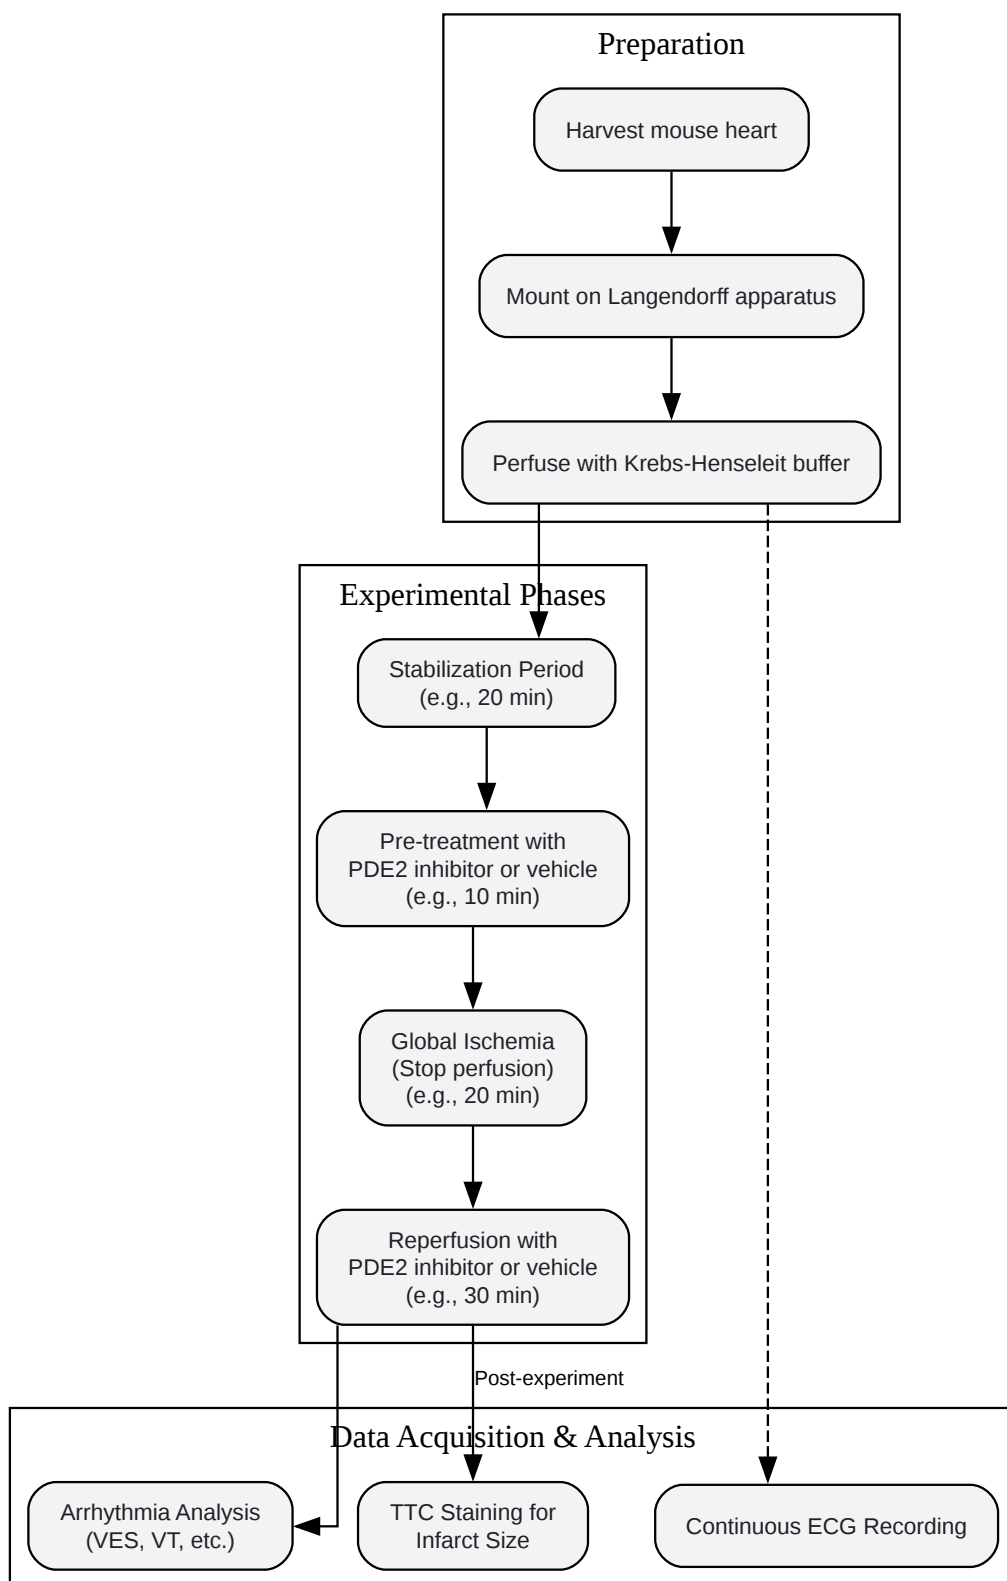 Preparation
Harvest mouse heart
Mount on Langendorff apparatus
Perfuse with Krebs-Henseleit buffer
Experimental Phases
Stabilization Period
(e.g., 20 min)
Pre-treatment with
PDE2 inhibitor or vehicle
(e.g., 10 min)
Global Ischemia
(Stop perfusion)
(e.g., 20 min)
Reperfusion with
PDE2 inhibitor or vehicle
(e.g., 30 min)
Post-experiment
Data Acquisition & Analysis
Arrhythmia Analysis
(VES, VT, etc.)
TTC Staining for
Infarct Size
Continuous ECG Recording